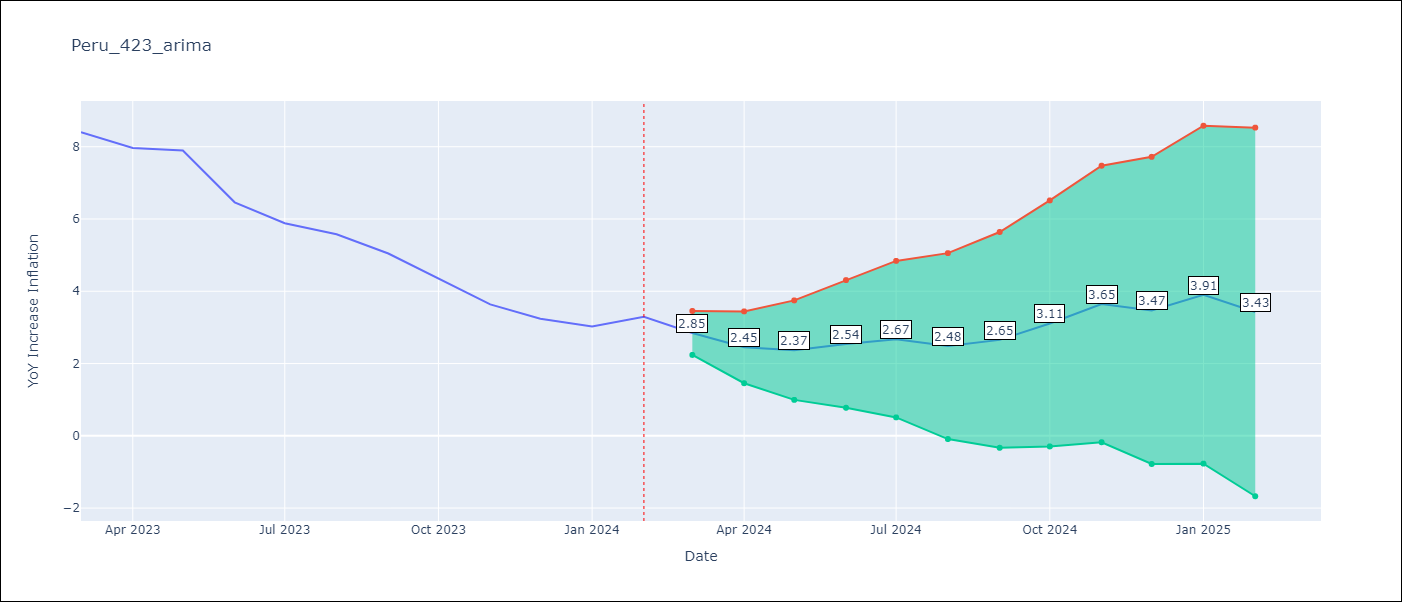 Peru_423_arima
YoY Increase Inflation
8
6
4
2
0
−2
2.85
2.45
2.37
2.54
2.67
2.48
2.65
3.11
3.65
3.47
3.91
3.43
Apr 2023
Jul 2023
Oct 2023
Jan 2024
Apr 2024
Jul 2024
Oct 2024
Jan 2025
Date